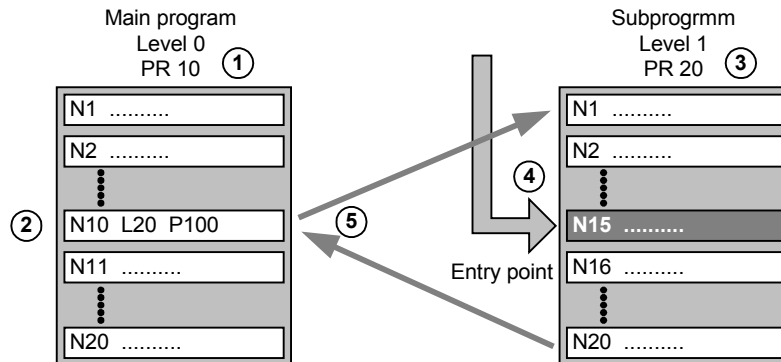 Main program
Level 0
PR 10 1
N1 ..........
N2 ..........
2 N10 L20 P100
N11 ..........
N20 ..........
5
4
Entry point
Subprogrmm
Level 1
PR 20 3
N1 ..........
N2 ..........
N15 ..........
N16 ..........
N20 ..........